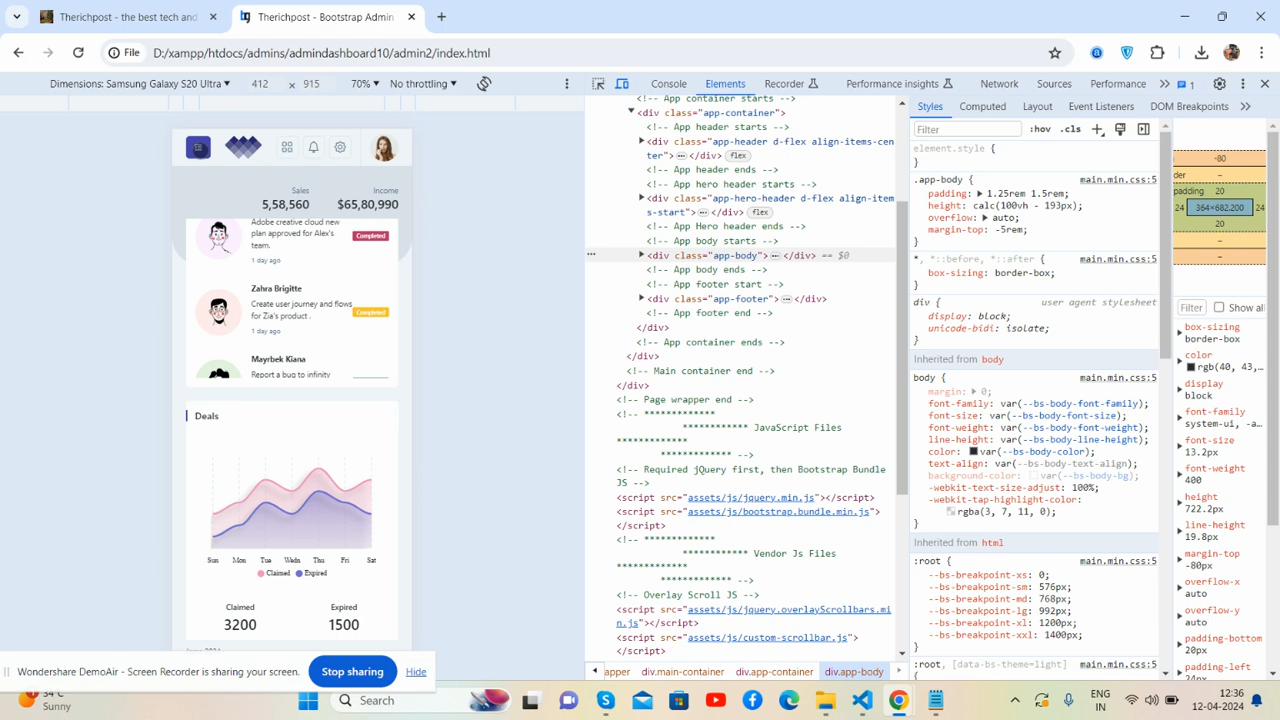 Therichpost - the best tech and
Therichpost - Bootstrap Admin
File
D:/xampp/htdocs/admins/admindashboard10/admin2/index.html
Dimensions: Samsung Galaxy S20 Ultra
412
×
915
70%
No throttling
Console
Elements
Recorder
Performance insights
Network
Sources
Performance
1
Sales
Income
5,58,560
$65,80,990
Adobe creative cloud new
plan approved for Alex's
team.
Completed
1 day ago
Zahra Brigitte
Create user journey and flows
for Zia's product .
Completed
1 day ago
Mayrbek Kiana
Report a bug to infinity
Deals
Sun Mon Tue Wedn Thu Fri Sat
Claimed Expired
Claimed
Expired
3200
1500
<!-- App container starts -->
<div class="app-container">
<!-- App header starts -->
<div class="app-header d-flex align-items-cen
ter"> … </div> flex
<!-- App header ends -->
<!-- App hero header starts -->
<div class="app-hero-header d-flex align-item
s-start"> … </div> flex
<!-- App Hero header ends -->
<!-- App body starts -->
<div class="app-body"> … </div> == $0
<!-- App body ends -->
<!-- App footer start -->
<div class="app-footer"> … </div>
<!-- App footer end -->
</div>
<!-- App container ends -->
</div>
<!-- Main container end -->
</div>
<!-- Page wrapper end -->
<!-- *************
************ JavaScript Files
*************
************* -->
<!-- Required jQuery first, then Bootstrap Bundle
JS -->
<script src="assets/js/jquery.min.js"></script>
<script src="assets/js/bootstrap.bundle.min.js">
</script>
<!-- *************
************ Vendor Js Files
*************
************* -->
<!-- Overlay Scroll JS -->
<script src="assets/js/jquery.overlayScrollbars.mi
n.js"></script>
<script src="assets/js/custom-scrollbar.js">
</script>
apper
div.main-container
div.app-container
div.app-body
Styles
Computed
Layout
Event Listeners
DOM Breakpoints
Filter
:hov
.cls
element.style {
}
.app-body {
main.min.css:5
padding: 1.25rem 1.5rem;
height: calc(100vh - 193px);
overflow: auto;
margin-top: -5rem;
}
*, *::before, *::after {
main.min.css:5
box-sizing: border-box;
}
div {
user agent stylesheet
display: block;
unicode-bidi: isolate;
}
Inherited from body
body {
main.min.css:5
margin: 0;
font-family: var(--bs-body-font-family);
font-size: var(--bs-body-font-size);
font-weight: var(--bs-body-font-weight);
line-height: var(--bs-body-line-height);
color: var(--bs-body-color);
text-align: var(--bs-body-text-align);
background-color: var(--bs-body-bg);
-webkit-text-size-adjust: 100%;
-webkit-tap-highlight-color:
rgba(3, 7, 11, 0);
}
Inherited from html
:root {
main.min.css:5
--bs-breakpoint-xs: 0;
--bs-breakpoint-sm: 576px;
--bs-breakpoint-md: 768px;
--bs-breakpoint-lg: 992px;
--bs-breakpoint-xl: 1200px;
--bs-breakpoint-xxl: 1400px;
}
:root, [data-bs-theme=light]
main.min.css:5
-80
rder
–
padding 20
24
364×682.200
24
20
–
–
Filter
Show all
box-sizing
border-box
color
rgb(40, 43,…
display
block
font-family
system-ui, -a…
font-size
13.2px
font-weight
400
height
722.2px
line-height
19.8px
margin-top
-80px
overflow-x
auto
overflow-y
auto
padding-bottom
20px
padding-left
24px
Wondershare DemoAir - Screen Recorder is sharing your screen.
Stop sharing
Hide
34°C
Sunny
Search
ENG
IN
12:36
12-04-2024